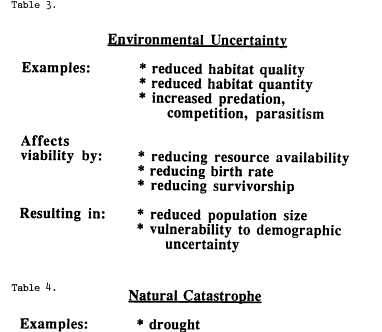 Table 3.
Environmental Uncertainty
Examples: * reduced habitat quality
* reduced habitat quantity
* increased predation,
competition, parasitism
Affects
viability by: * reducing resource availability
* reducing birth rate
* reducing survivorship
Resulting in: * reduced population size
* vulnerability to demographic
uncertainty
Table 4.
Natural Catastrophe
Examples: * drought